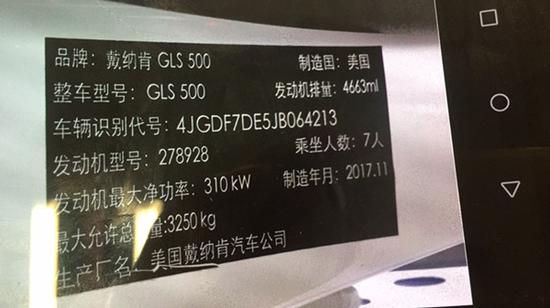 品牌：戴纳肯 GLS 500 制造国：美国
整车型号：GLS 500 发动机排量：4663ml
车辆识别代号：4JGDF7DE5JB064213
发动机型号：278928 乘坐人数：7人
发动机最大净功率：310 kW 制造年月：2017.11
最大允许总 量:3250 kg
生产厂名：美国戴纳肯汽车公司